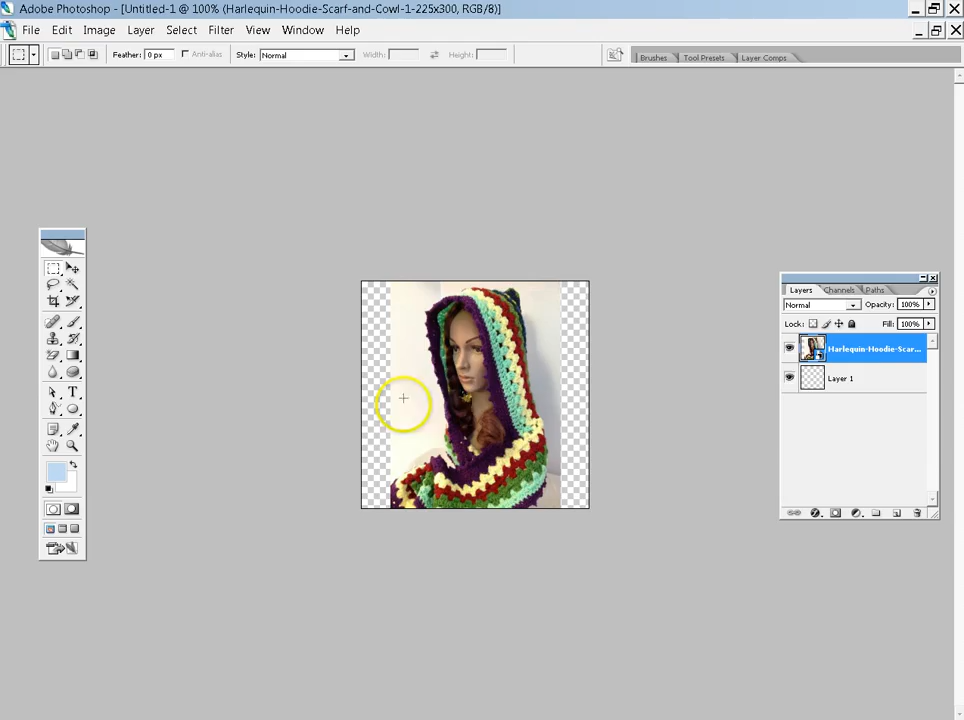 Adobe Photoshop - [Untitled-1 @ 100% (Harlequin-Hoodie-Scarf-and-Cowl-1-225x300, RGB/8)]
File Edit Image Layer Select Filter View Window Help
Feather: 0 px Anti-alias Style: Normal Width: Height: Brushes Tool Presets Layer Comps
Layers Channels Paths
Normal Opacity: 100%
Lock: Fill: 100%
Harlequin-Hoodie-Scar...
Layer 1